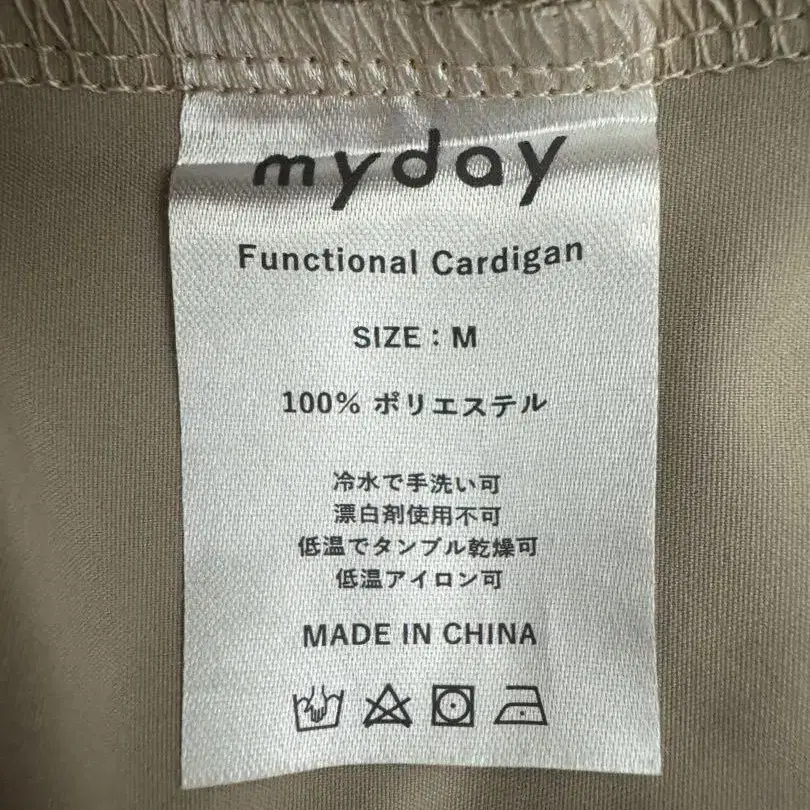 myday
Functional Cardigan
SIZE : M
100% ポリエステル
冷水で手洗い可
漂白剤使用不可
低温でタンブル乾燥可
低温アイロン可
MADE IN CHINA